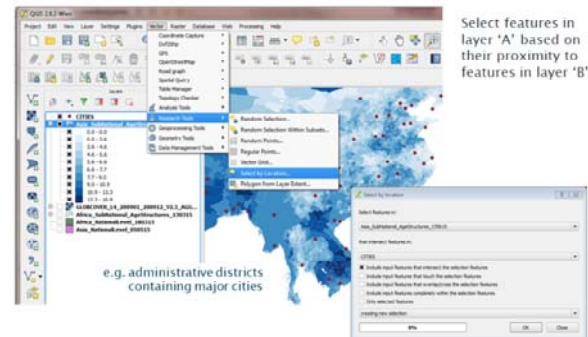 QGIS 2.8.2-Wien
Project Edit View Layer Settings Plugins Vector Raster Database Web Processing Help
Coordinate Capture
Dxf2Shp
GPS
OpenStreetMap
Road graph
Spatial Query
Table Manager
Topology Checker
Analysis Tools
Research Tools
Geoprocessing Tools
Geometry Tools
Data Management Tools
Random Selection...
Random Selection Within Subsets...
Random Points...
Regular Points...
Vector Grid...
Select by Location...
Polygon from Layer Extent...
Layers
CITIES
Asia_SubNational_AgeStructures_150515
Africa_SubNational_AgeStructures_150515
Select features in
layer 'A' based on
their proximity to
features in layer 'B'
e.g. administrative districts
containing major cities
Select by location
Select features in:
that intersect features in:
CITIES
Include input features that intersect the selection features
Include input features that touch the selection features
Include input features that overlap/cross the selection features
Include input features completely within the selection features
Only selected features
creating new selection
0%
OK Close